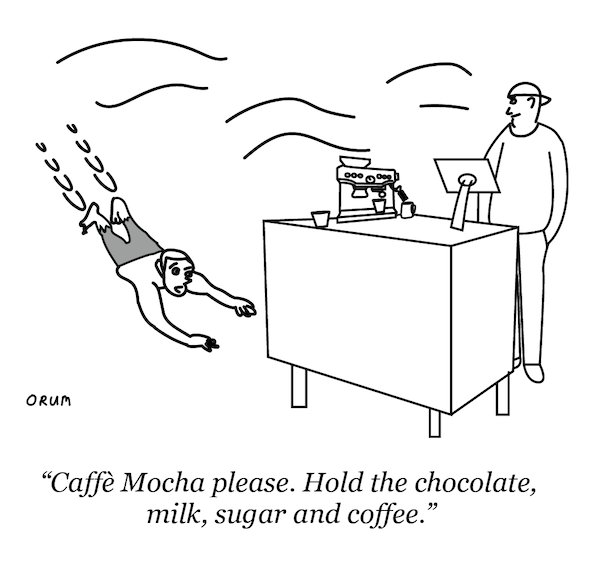 ORUM
“Caffè Mocha please. Hold the chocolate,
milk, sugar and coffee.”